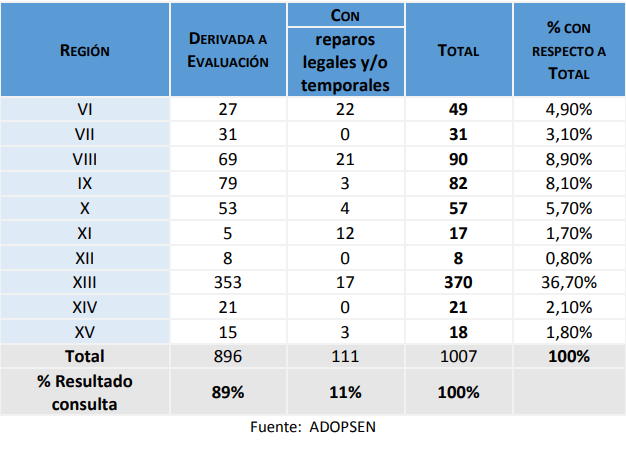 REGIÓN DERIVADA A EVALUACIÓN CON reparos legales y/o temporales TOTAL % CON RESPECTO A TOTAL
VI 27 22 49 4,90%
VII 31 0 31 3,10%
VIII 69 21 90 8,90%
IX 79 3 82 8,10%
X 53 4 57 5,70%
XI 5 12 17 1,70%
XII 8 0 8 0,80%
XIII 353 17 370 36,70%
XIV 21 0 21 2,10%
XV 15 3 18 1,80%
Total 896 111 1007 100%
% Resultado consulta 89% 11% 100%
Fuente: ADOPSEN